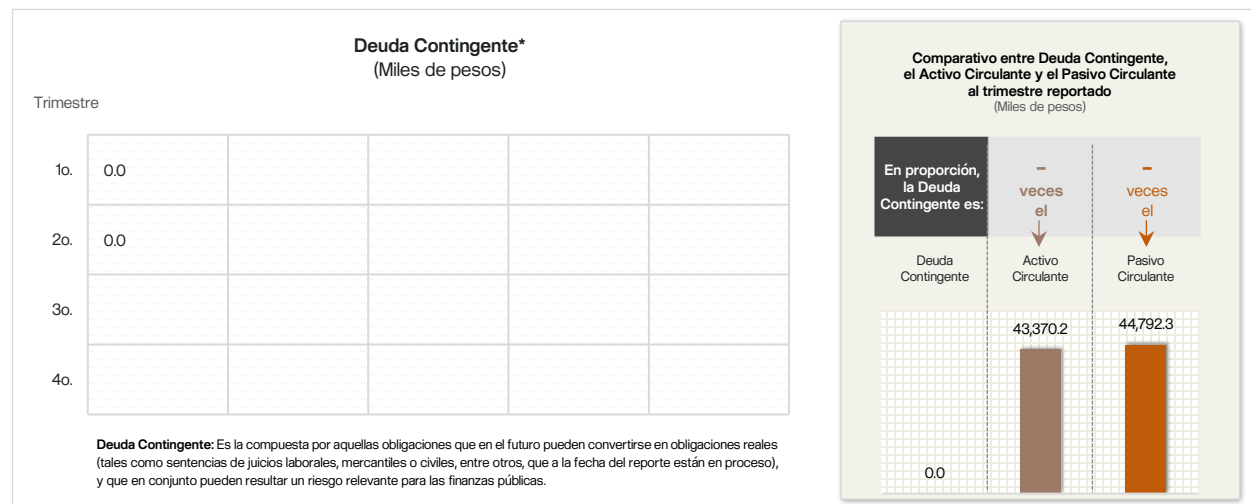 Deuda Contingente*
(Miles de pesos)
Trimestre
1o. 0.0
2o. 0.0
3o.
4o.
Deuda Contingente: Es la compuesta por aquellas obligaciones que en el futuro pueden convertirse en obligaciones reales
(tales como sentencias de juicios laborales, mercantiles o civiles, entre otros, que a la fecha del reporte están en proceso),
y que en conjunto pueden resultar un riesgo relevante para las finanzas públicas.
Comparativo entre Deuda Contingente,
el Activo Circulante y el Pasivo Circulante
al trimestre reportado
(Miles de pesos)
En proporción,
la Deuda
Contingente es:
–
veces
el
–
veces
el
Deuda
Contingente
Activo
Circulante
Pasivo
Circulante
0.0
43,370.2
44,792.3